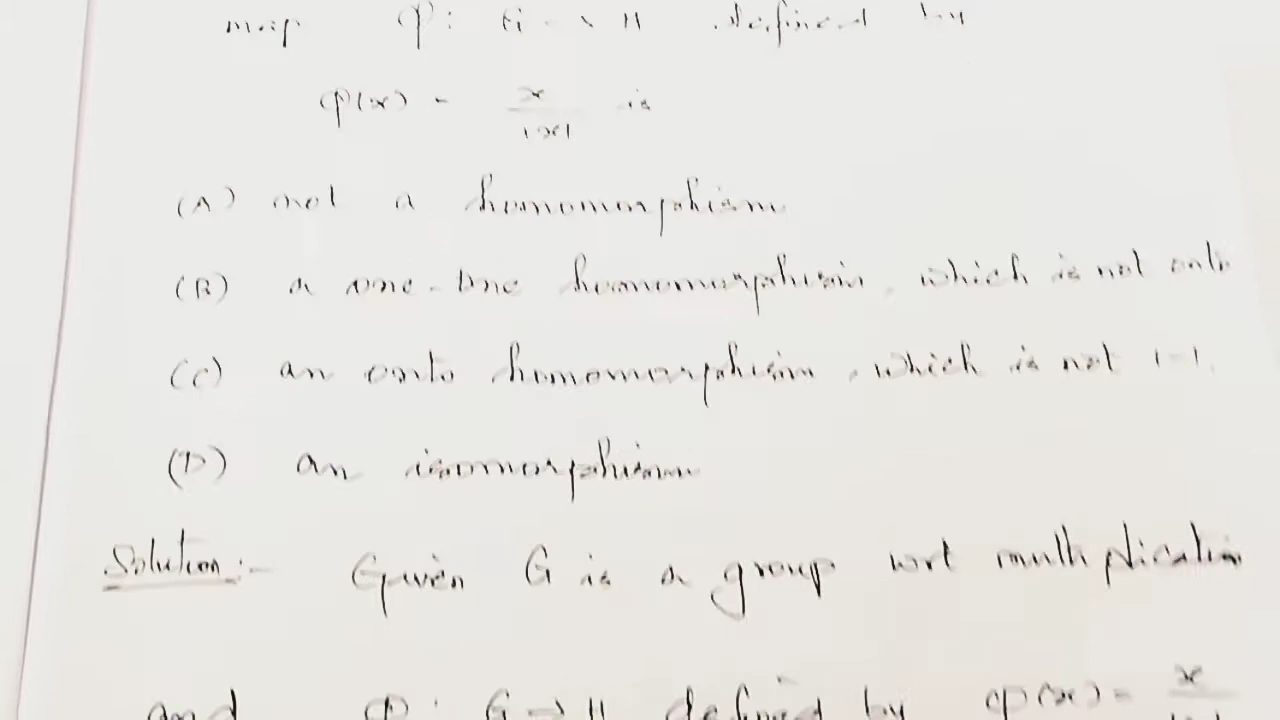 map φ: G → H defined by
φ(x) = x/|x| is
(A) not a homomorphism
(B) a one-one homomorphism, which is not onto
(C) an onto homomorphism, which is not 1-1.
(D) an isomorphism
Solution:- Given G is a group wrt multiplication
and φ: G → H defined by φ(x) = x/|x|